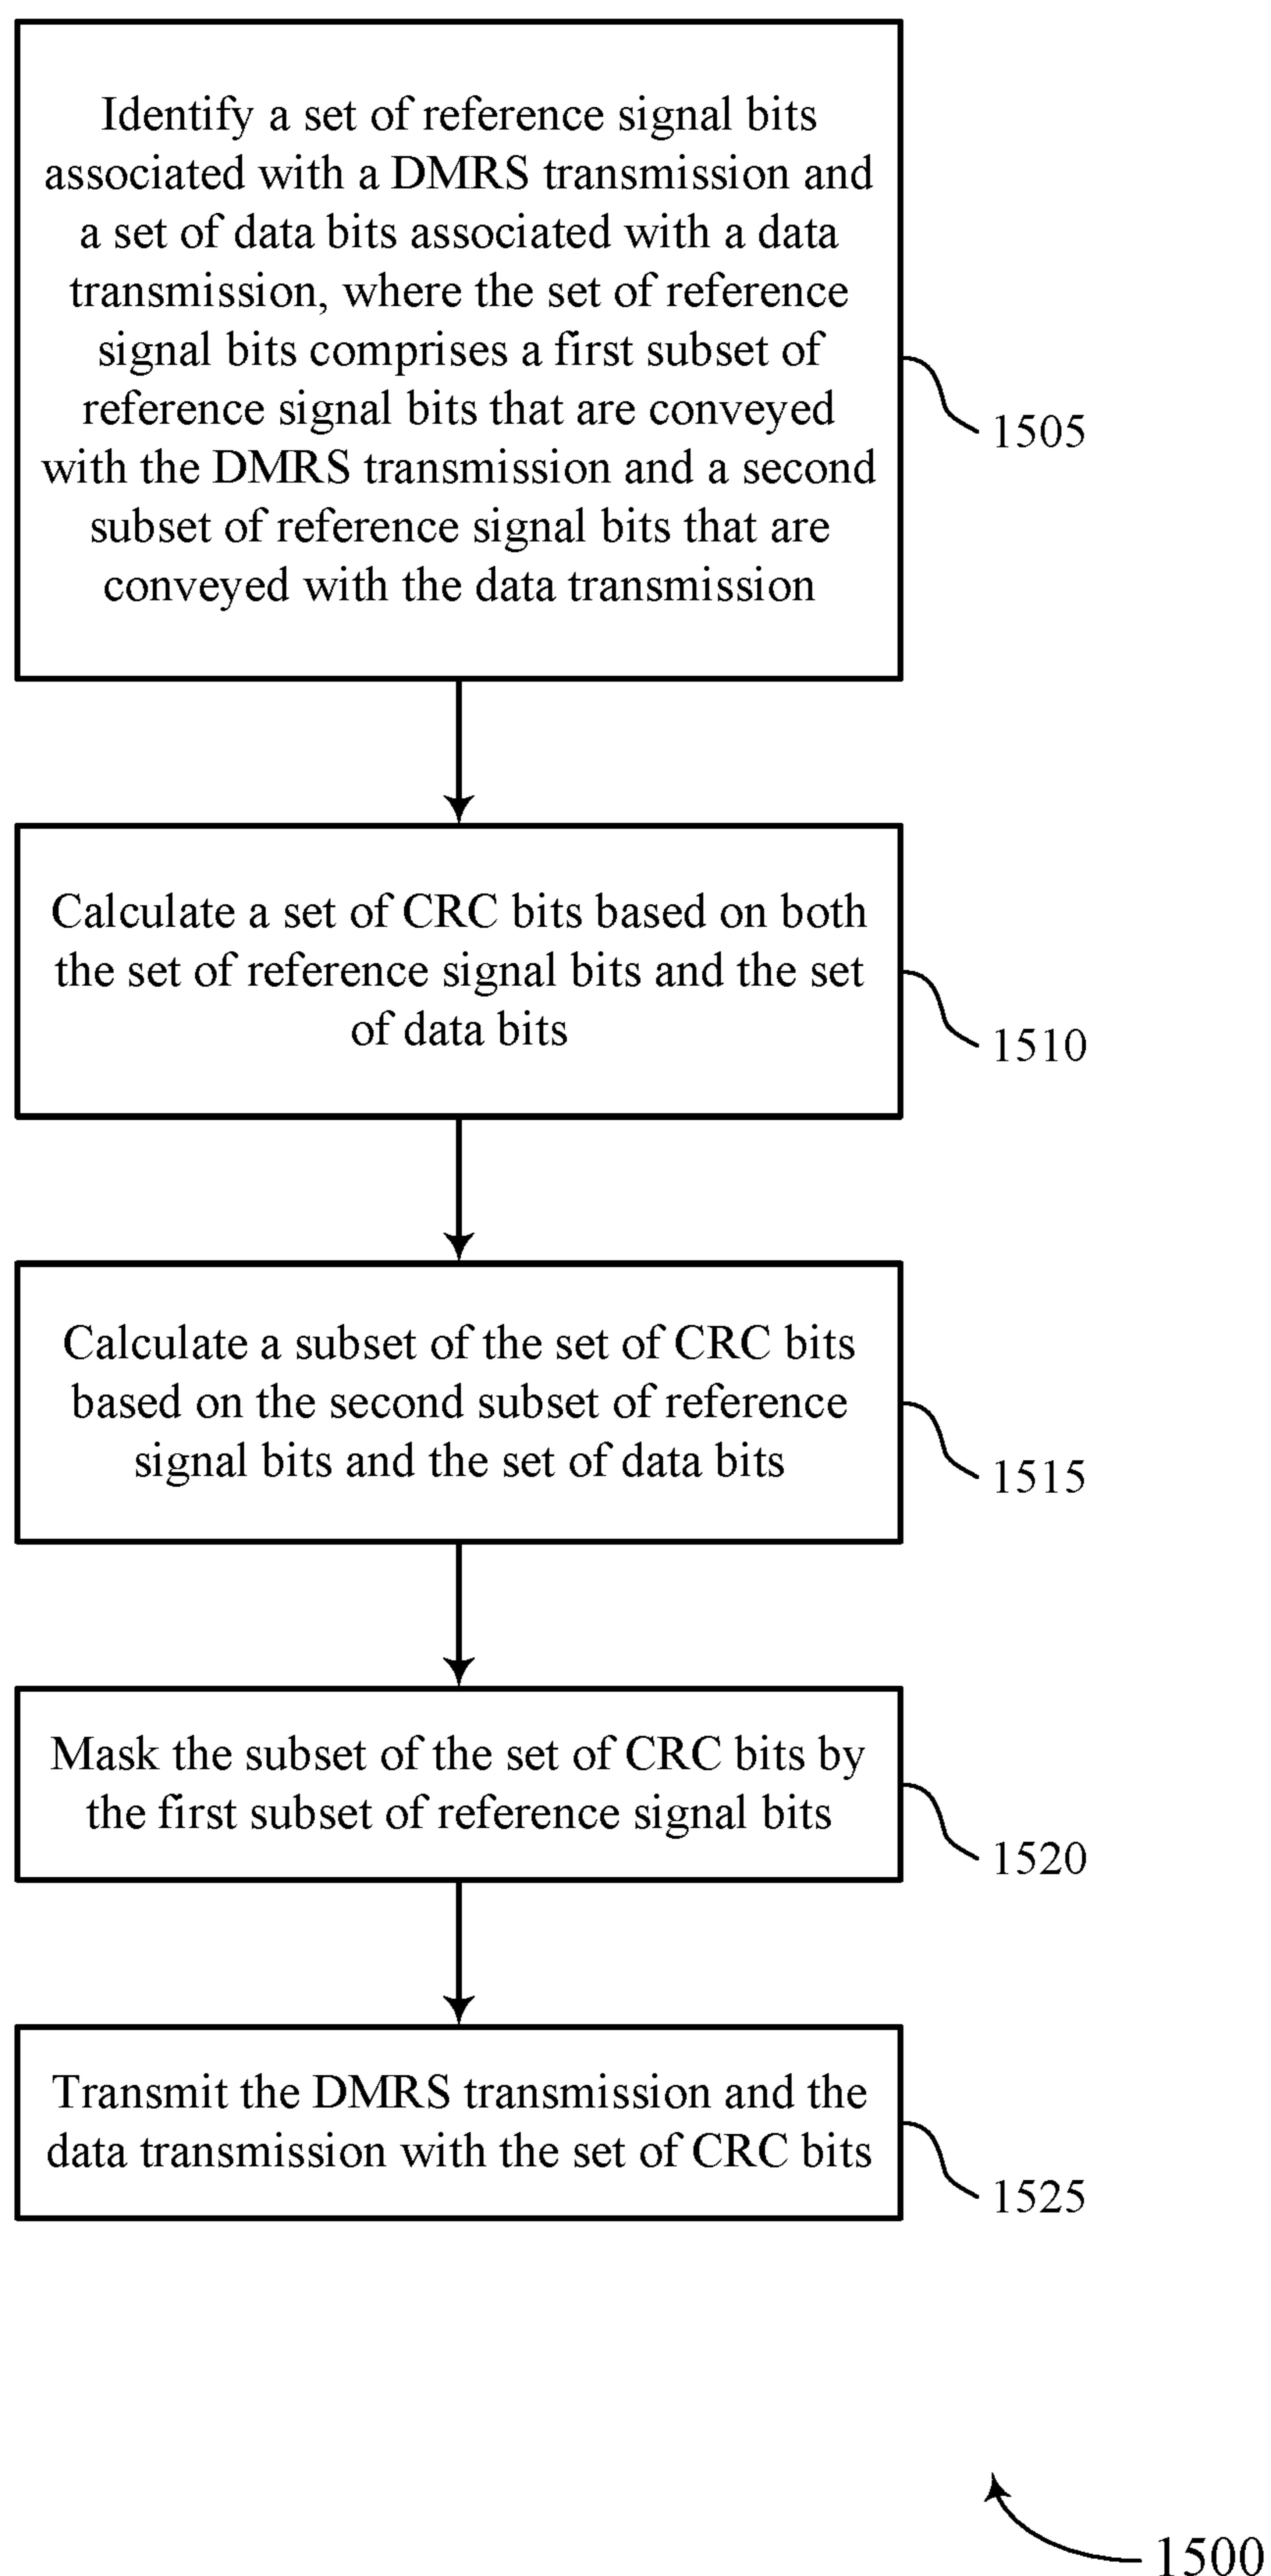 Identify a set of reference signal bits
associated with a DMRS transmission and
a set of data bits associated with a data
transmission, where the set of reference
signal bits comprises a first subset of
reference signal bits that are conveyed
with the DMRS transmission and a second
subset of reference signal bits that are
conveyed with the data transmission
1505
Calculate a set of CRC bits based on both
the set of reference signal bits and the set
of data bits
1510
Calculate a subset of the set of CRC bits
based on the second subset of reference
signal bits and the set of data bits
1515
Mask the subset of the set of CRC bits by
the first subset of reference signal bits
1520
Transmit the DMRS transmission and the
data transmission with the set of CRC bits
1525
1500